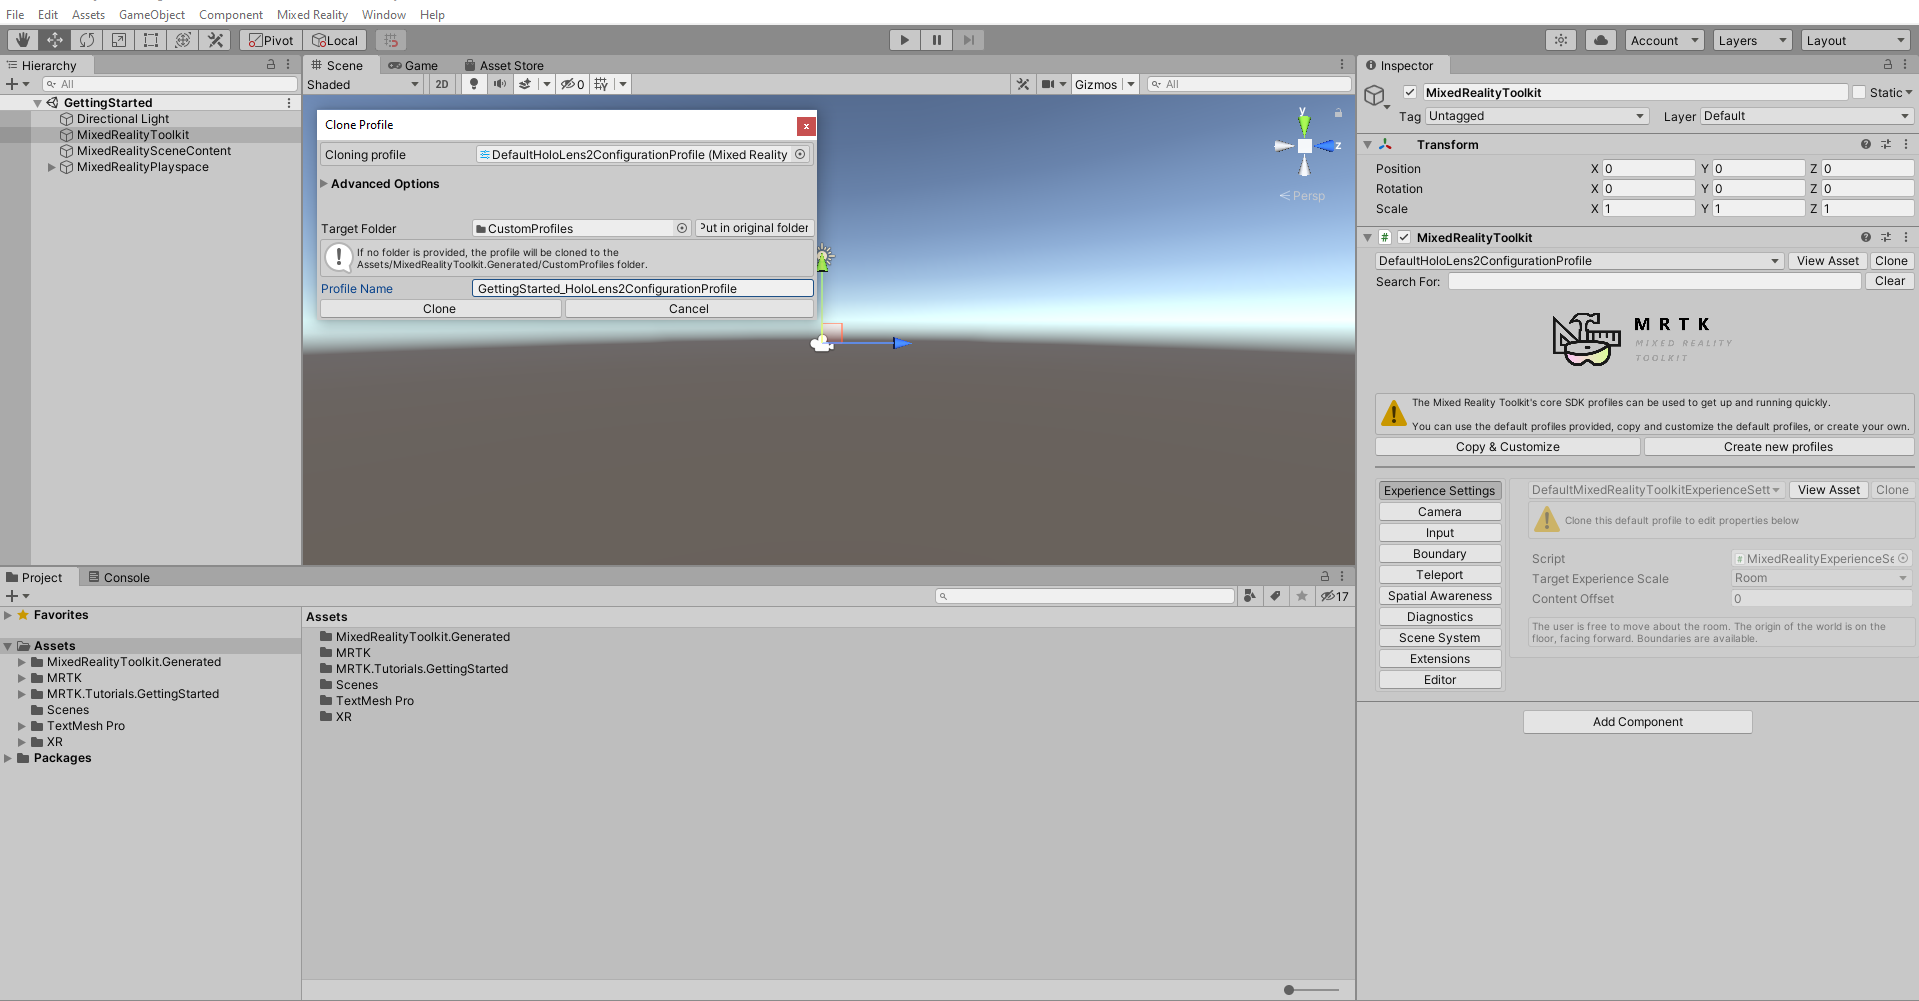 File Edit Assets GameObject Component Mixed Reality Window Help
Pivot Local Account Layers Layout
Hierarchy
All
GettingStarted
Directional Light
MixedRealityToolkit
MixedRealitySceneContent
MixedRealityPlayspace
Scene Game Asset Store
Shaded 2D 0 Gizmos All
y
z
Persp
Clone Profile
x
Cloning profile DefaultHoloLens2ConfigurationProfile (Mixed Reality
Advanced Options
Target Folder CustomProfiles Put in original folder
If no folder is provided, the profile will be cloned to the
Assets/MixedRealityToolkit.Generated/CustomProfiles folder.
Profile Name GettingStarted_HoloLens2ConfigurationProfile
Clone Cancel
Inspector
MixedRealityToolkit Static
Tag Untagged Layer Default
Transform
Position X 0 Y 0 Z 0
Rotation X 0 Y 0 Z 0
Scale X 1 Y 1 Z 1
# MixedRealityToolkit
DefaultHoloLens2ConfigurationProfile View Asset Clone
Search For: Clear
MRTK
MIXED REALITY
TOOLKIT
The Mixed Reality Toolkit's core SDK profiles can be used to get up and running quickly.
You can use the default profiles provided, copy and customize the default profiles, or create your own.
Copy & Customize Create new profiles
Experience Settings
Camera
Input
Boundary
Teleport
Spatial Awareness
Diagnostics
Scene System
Extensions
Editor
DefaultMixedRealityToolkitExperienceSett View Asset Clone
Clone this default profile to edit properties below
Script # MixedRealityExperienceSe
Target Experience Scale Room
Content Offset 0
The user is free to move about the room. The origin of the world is on the
floor, facing forward. Boundaries are available.
Add Component
Project Console
17
Favorites
Assets
MixedRealityToolkit.Generated
MRTK
MRTK.Tutorials.GettingStarted
Scenes
TextMesh Pro
XR
Packages
Assets
MixedRealityToolkit.Generated
MRTK
MRTK.Tutorials.GettingStarted
Scenes
TextMesh Pro
XR